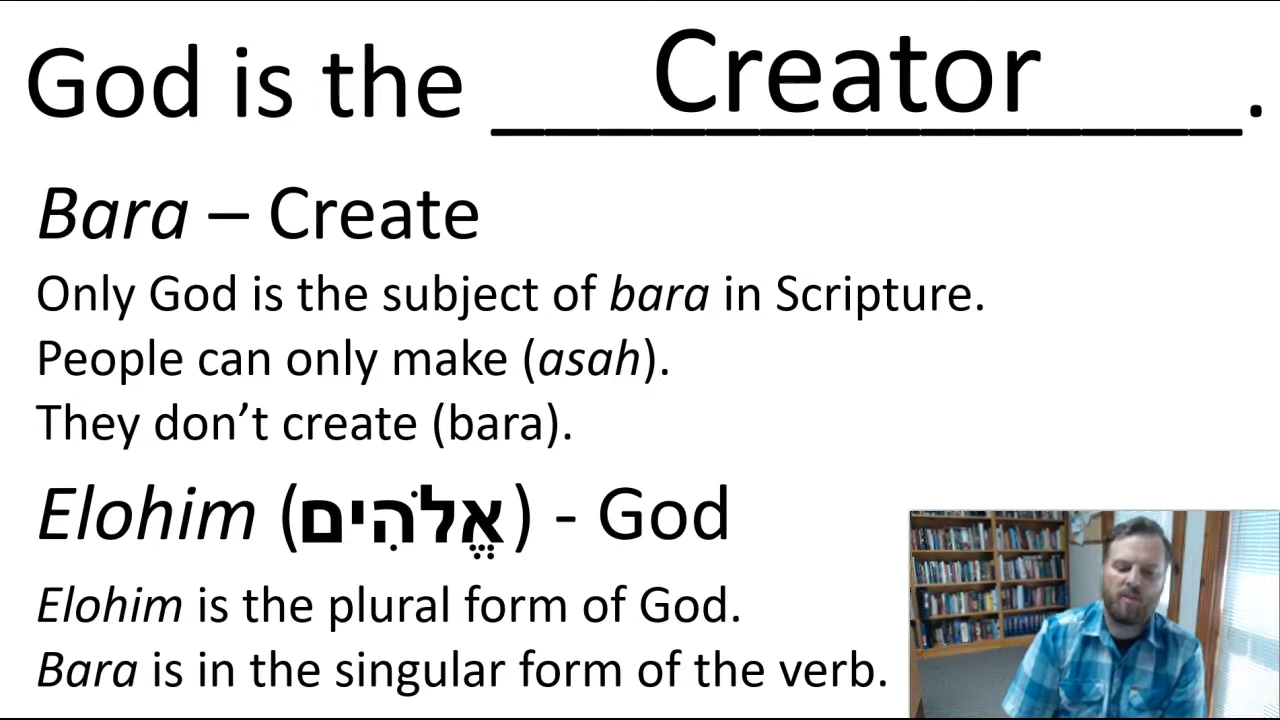 God is the Creator.
Bara – Create
Only God is the subject of bara in Scripture.
People can only make (asah).
They don’t create (bara).
Elohim (אֱלֹהִים) - God
Elohim is the plural form of God.
Bara is in the singular form of the verb.